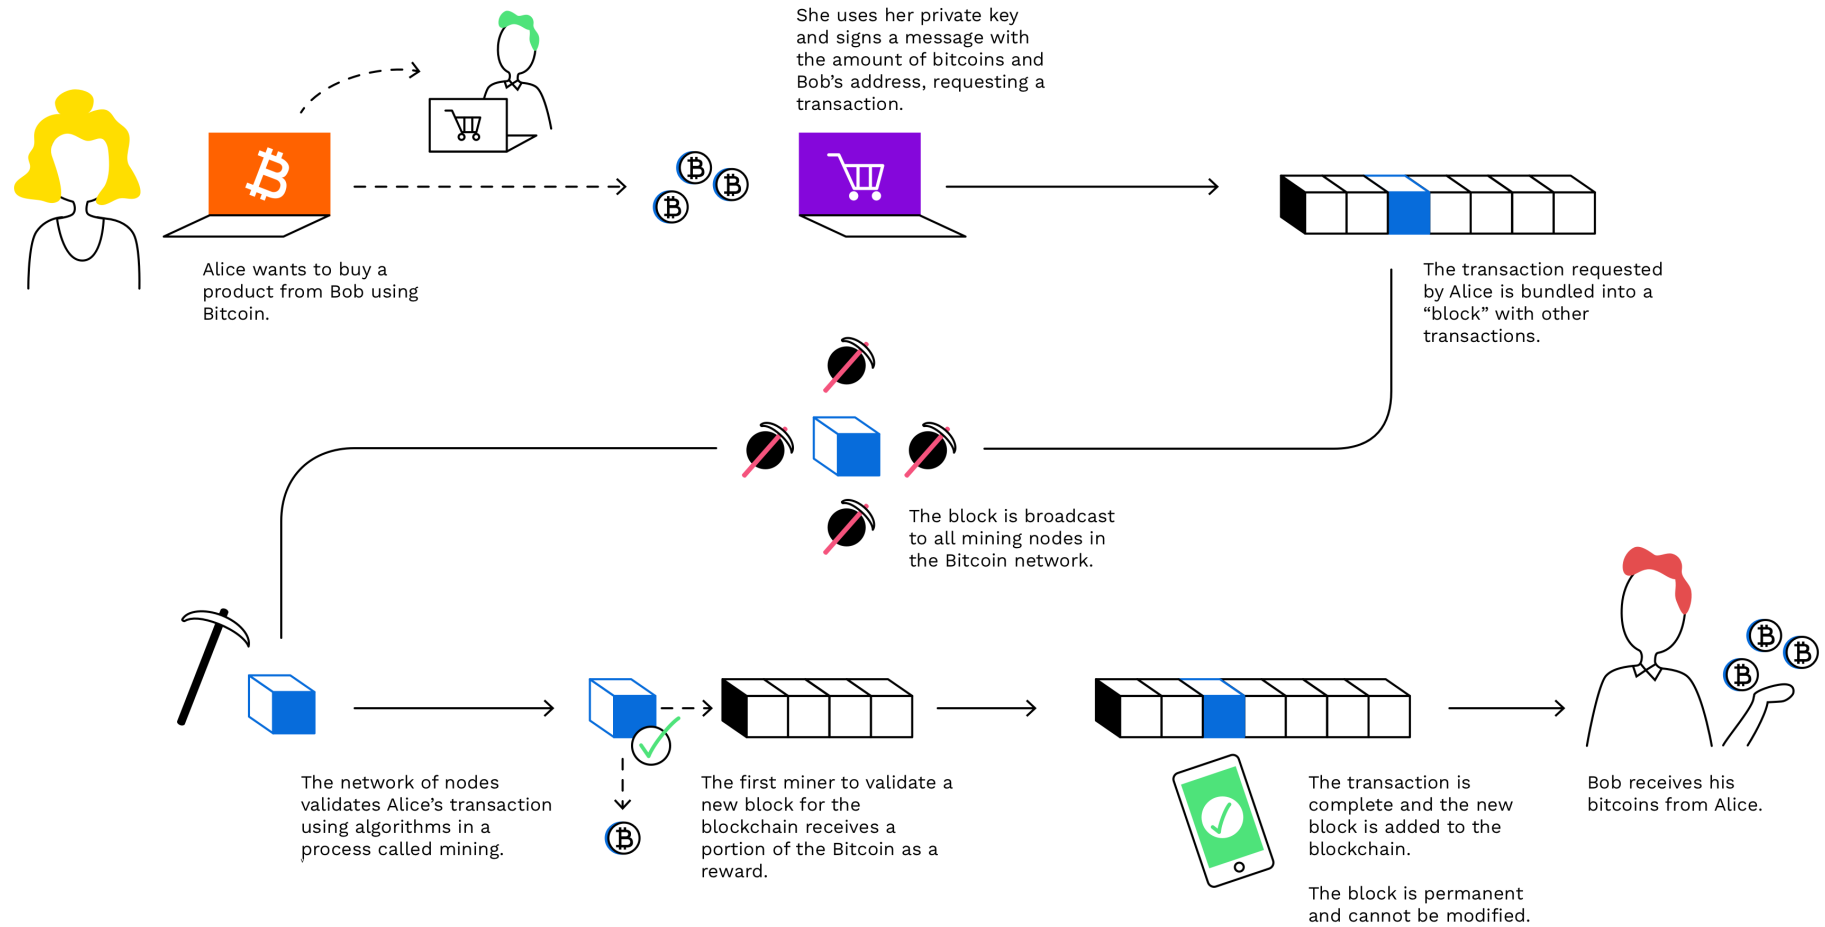 She uses her private key
and signs a message with
the amount of bitcoins and
Bob’s address, requesting a
transaction.
Alice wants to buy a
product from Bob using
Bitcoin.
The transaction requested
by Alice is bundled into a
“block” with other
transactions.
The block is broadcast
to all mining nodes in
the Bitcoin network.
The network of nodes
validates Alice’s transaction
using algorithms in a
process called mining.
The first miner to validate a
new block for the
blockchain receives a
portion of the Bitcoin as a
reward.
The transaction is
complete and the new
block is added to the
blockchain.
The block is permanent
and cannot be modified.
Bob receives his
bitcoins from Alice.